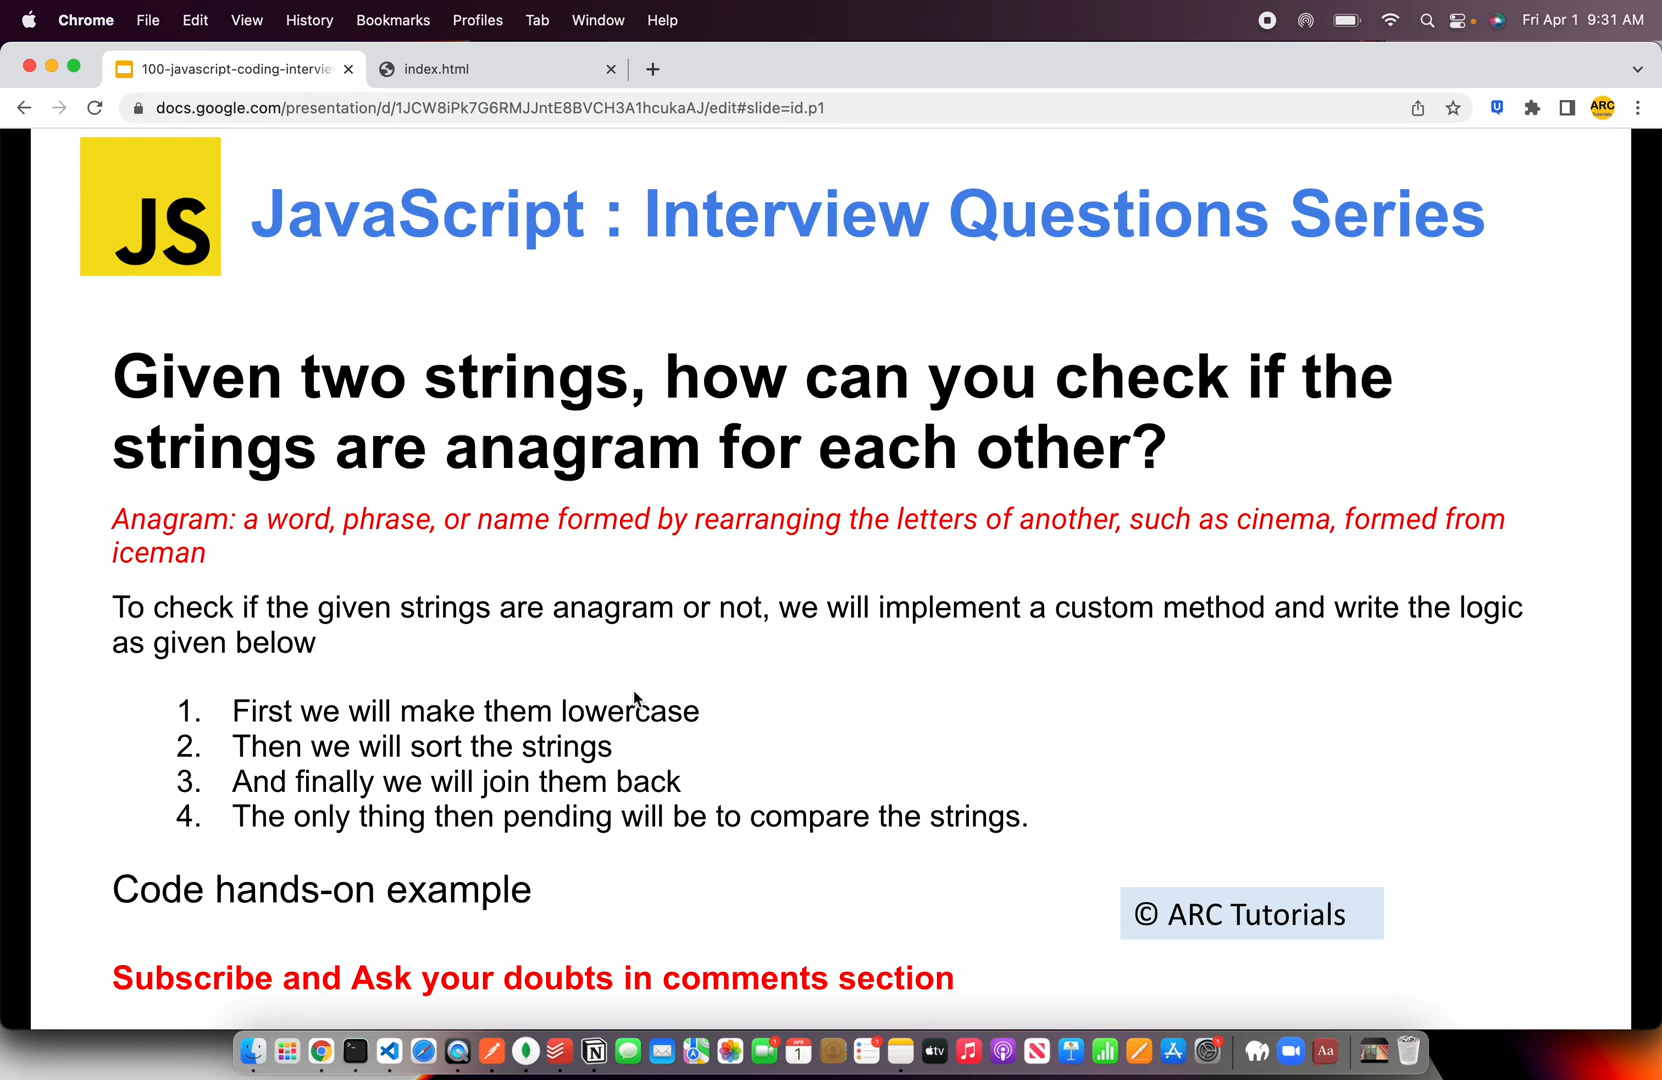 Chrome File Edit View History Bookmarks Profiles Tab Window Help Fri Apr 1 9:31 AM
100-javascript-coding-intervie index.html
docs.google.com/presentation/d/1JCW8iPk7G6RMJJntE8BVCH3A1hcukaAJ/edit#slide=id.p1 ARC
JS
JavaScript : Interview Questions Series
Given two strings, how can you check if the
strings are anagram for each other?
Anagram: a word, phrase, or name formed by rearranging the letters of another, such as cinema, formed from
iceman
To check if the given strings are anagram or not, we will implement a custom method and write the logic
as given below
1. First we will make them lowercase
2. Then we will sort the strings
3. And finally we will join them back
4. The only thing then pending will be to compare the strings.
Code hands-on example
© ARC Tutorials
Subscribe and Ask your doubts in comments section